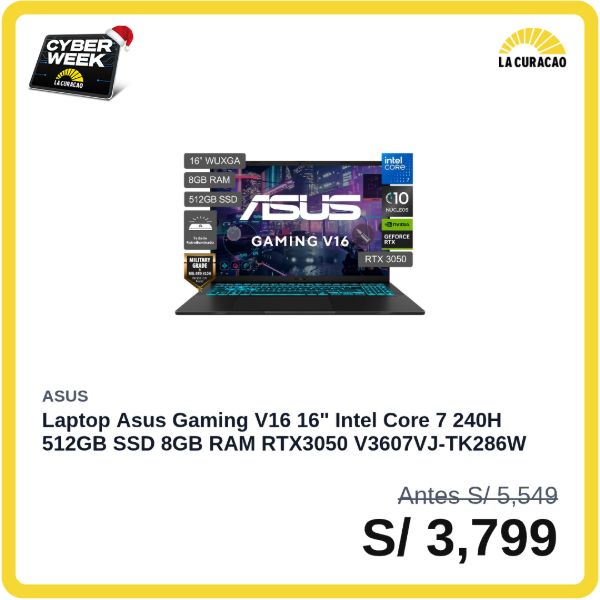 CYBER
WEEK
LA CURACAO
LA CURACAO
16" WUXGA
8GB RAM
512GB SSD
intel
CORE
10
NÚCLEOS
NVIDIA
GEFORCE
RTX
RTX 3050
ASUS
GAMING V16
MILITARY
GRADE
ASUS
Laptop Asus Gaming V16 16" Intel Core 7 240H
512GB SSD 8GB RAM RTX3050 V3607VJ-TK286W
Antes S/ 5,549
S/ 3,799